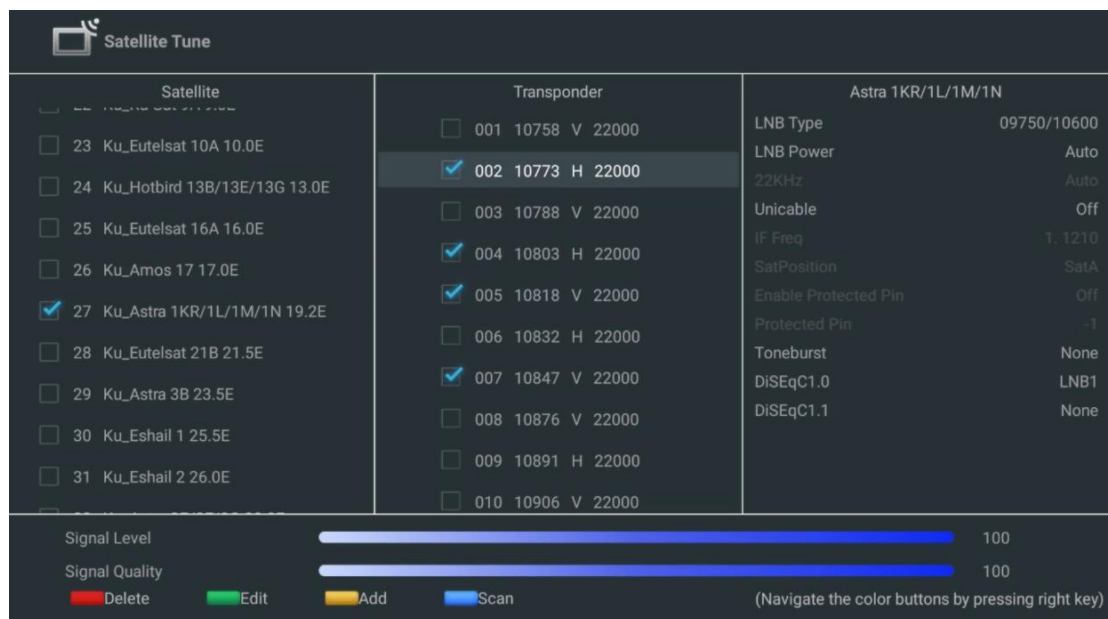 Satellite Tune
Satellite
23 Ku_Eutelsat 10A 10.0E
24 Ku_Hotbird 13B/13E/13G 13.0E
25 Ku_Eutelsat 16A 16.0E
26 Ku_Amos 17 17.0E
27 Ku_Astra 1KR/1L/1M/1N 19.2E
28 Ku_Eutelsat 21B 21.5E
29 Ku_Astra 3B 23.5E
30 Ku_Eshail 1 25.5E
31 Ku_Eshail 2 26.0E
Transponder
001 10758 V 22000
002 10773 H 22000
003 10788 V 22000
004 10803 H 22000
005 10818 V 22000
006 10832 H 22000
007 10847 V 22000
008 10876 V 22000
009 10891 H 22000
010 10906 V 22000
Astra 1KR/1L/1M/1N
LNB Type 09750/10600
LNB Power Auto
22KHz Auto
Unicable Off
IF Freq 1. 1210
SatPosition SatA
Enable Protected Pin Off
Protected Pin -1
Toneburst None
DiSEqC1.0 LNB1
DiSEqC1.1 None
Signal Level 100
Signal Quality 100
Delete Edit Add Scan (Navigate the color buttons by pressing right key)